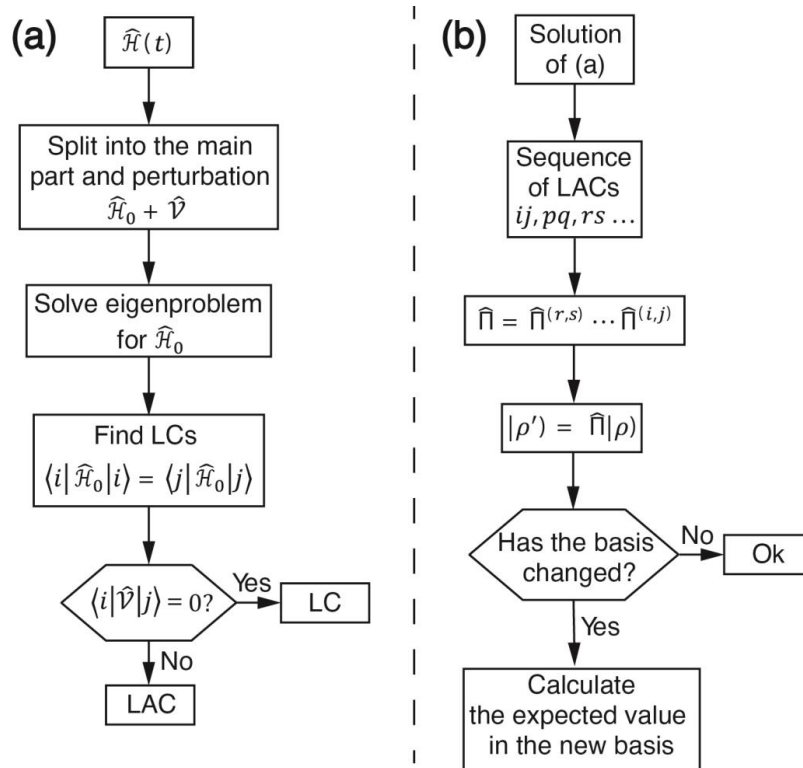 (a)
ℋ̂(t)
Split into the main
part and perturbation
ℋ̂₀ + 𝒱̂
Solve eigenproblem
for ℋ̂₀
Find LCs
⟨i|ℋ̂₀|i⟩ = ⟨j|ℋ̂₀|j⟩
⟨i|𝒱̂|j⟩ = 0?
Yes
LC
No
LAC
(b)
Solution
of (a)
Sequence
of LACs
ij, pq, rs ...
Π̂ = Π̂⁽ʳ,ˢ⁾ ⋯ Π̂⁽ⁱ,ʲ⁾
|ρ′) = Π̂|ρ)
Has the basis
changed?
No
Ok
Yes
Calculate
the expected value
in the new basis